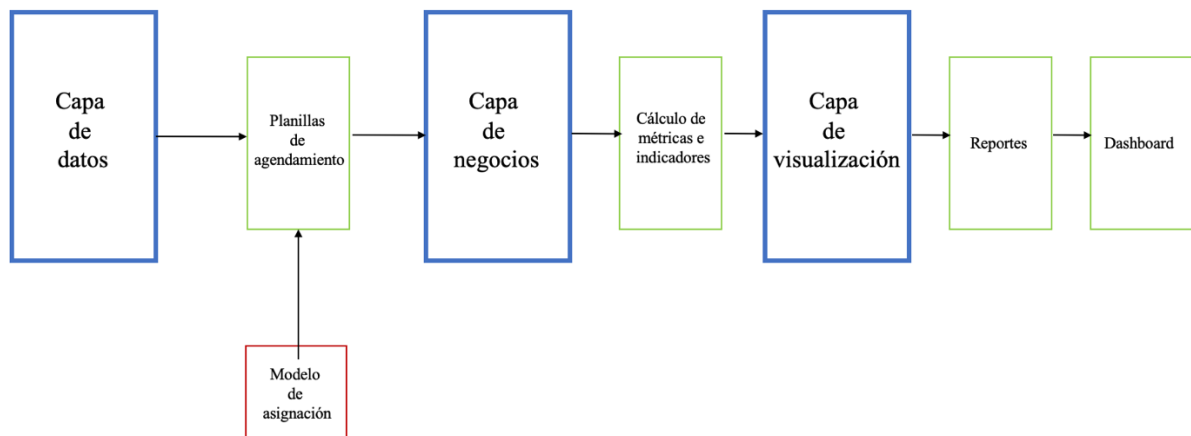 Capa
de
datos
Planillas
de
agendamiento
Capa
de
negocios
Cálculo de
métricas e
indicadores
Capa
de
visualización
Reportes
Dashboard
Modelo
de
asignación